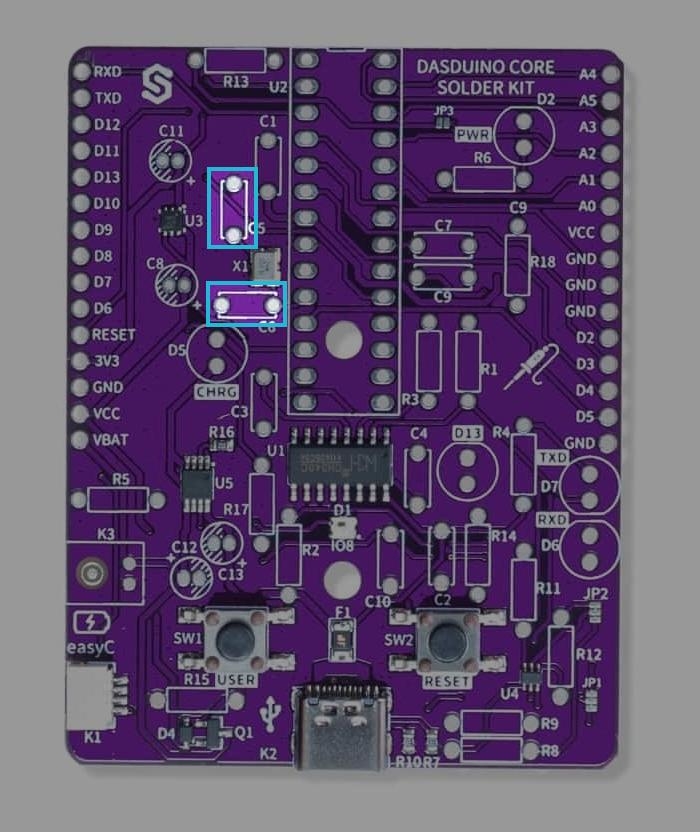 DASDUINO CORE
SOLDER KIT
RXD
TXD
D12
D11
D13
D10
D9
D8
D7
D6
RESET
3V3
GND
VCC
VBAT
A4
A5
A3
A2
A1
A0
VCC
GND
GND
GND
D2
D3
D4
D5
GND
R13
U2
C1
C11
U3
X1
C8
D5
CHRG
C3
R16
U1
U5
R5
R17
K3
C12
C13
R2
D1
IO8
C10
C2
R14
JP3
D2
PWR
R6
C7
C9
C9
R18
R3
R1
C4
D13
R4
TXD
D7
RXD
D6
R11
JP2
R12
JP1
U4
SW1
USER
F1
SW2
RESET
easyC
K1
R15
D4
Q1
K2
R10
R7
R9
R8
CH340C